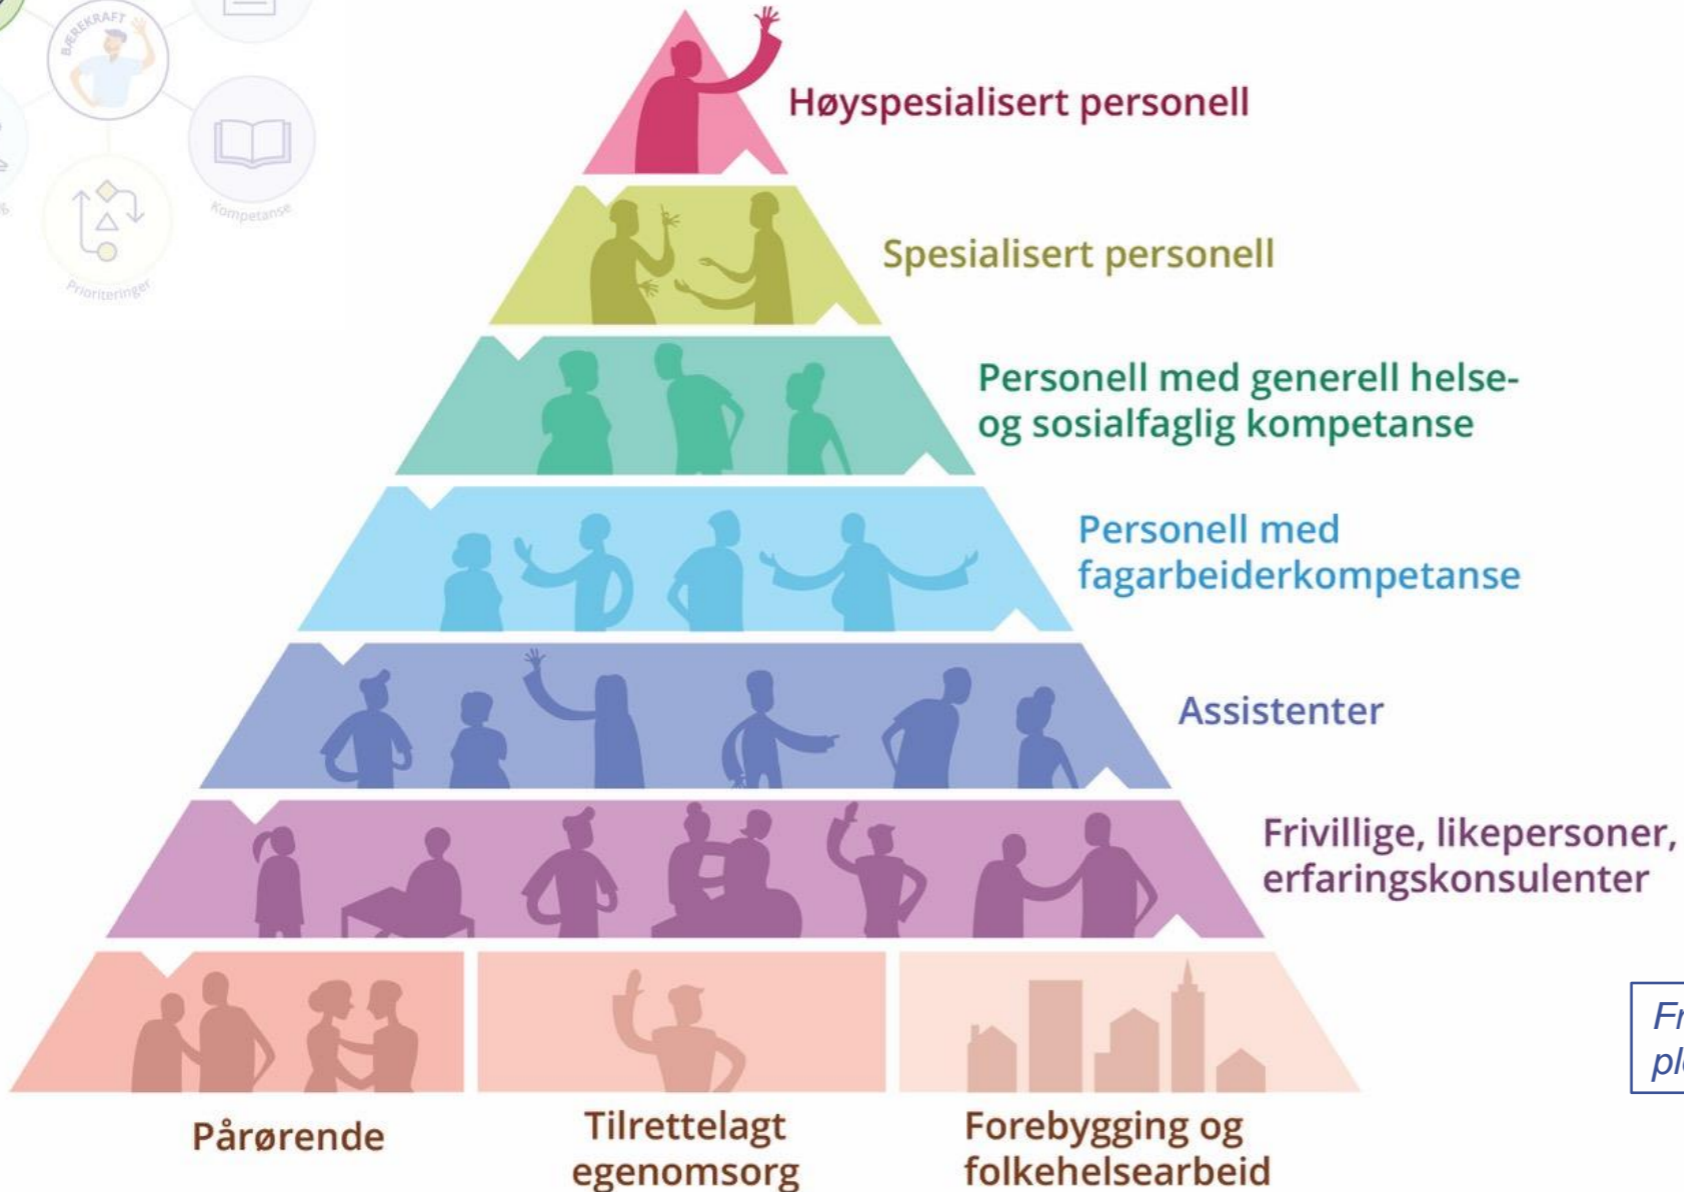 BÆREKRAFT
Kompetanse
Prioriteringer
Høyspesialisert personell
Spesialisert personell
Personell med generell helse-
og sosialfaglig kompetanse
Personell med
fagarbeiderkompetanse
Assistenter
Frivillige, likepersoner,
erfaringskonsulenter
Pårørende
Tilrettelagt
egenomsorg
Forebygging og
folkehelsearbeid